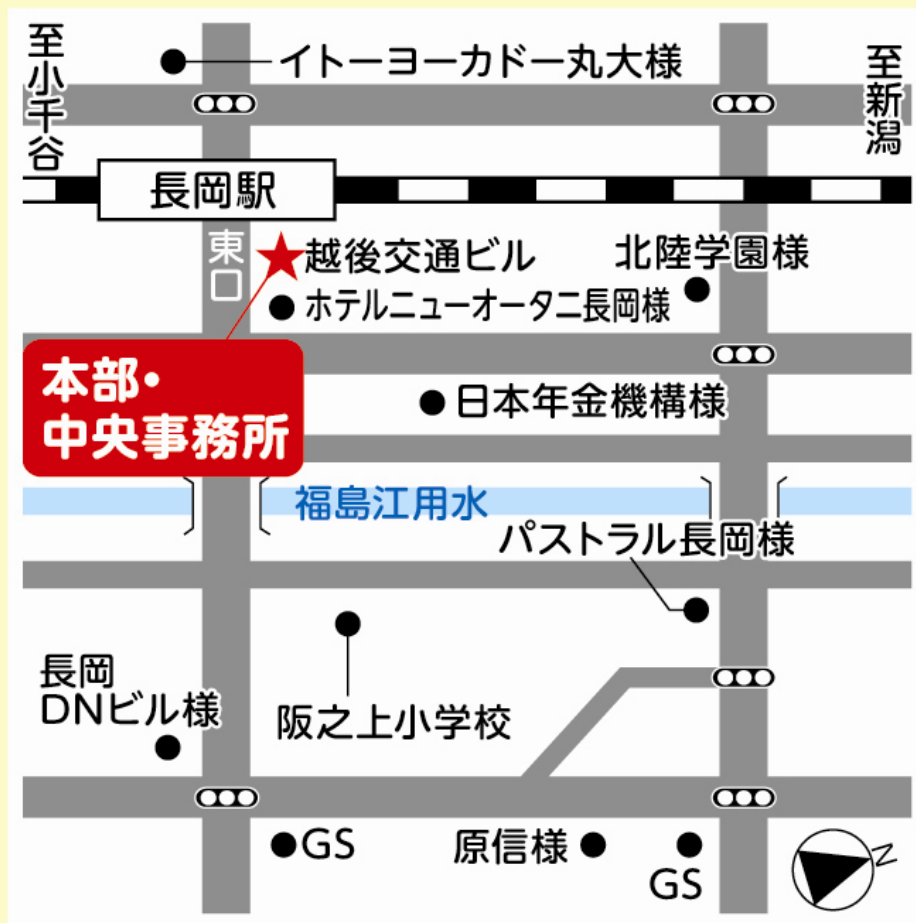 至小千谷
イトーヨーカドー丸大様
至新潟
長岡駅
東口
越後交通ビル
北陸学園様
ホテルニューオータニ長岡様
本部・
中央事務所
日本年金機構様
福島江用水
パストラル長岡様
長岡
DNビル様
阪之上小学校
GS
原信様
GS
N